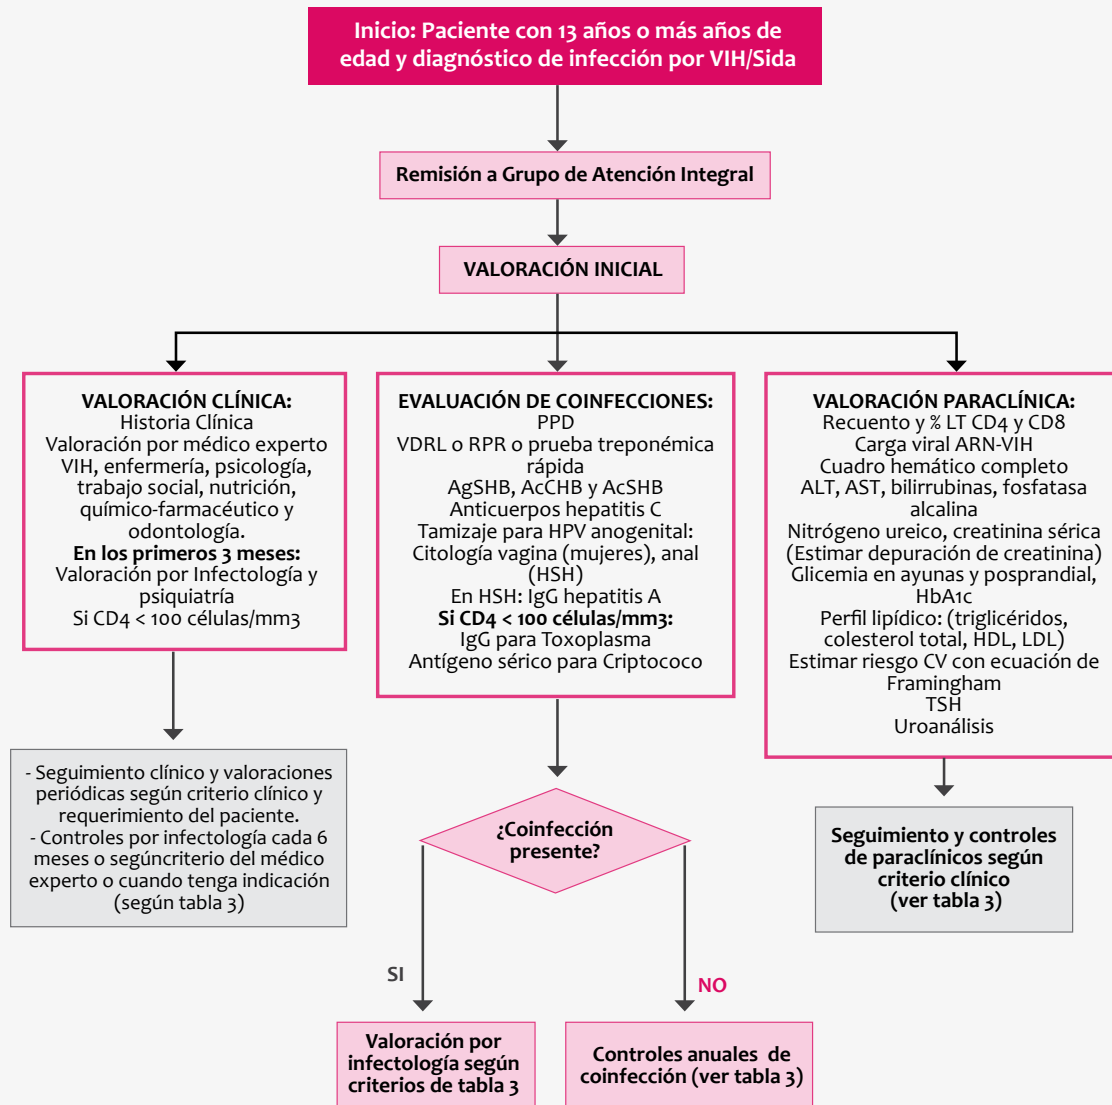 Inicio: Paciente con 13 años o más años de
edad y diagnóstico de infección por VIH/Sida
Remisión a Grupo de Atención Integral
VALORACIÓN INICIAL
VALORACIÓN CLÍNICA:
Historia Clínica
Valoración por médico experto
VIH, enfermería, psicología,
trabajo social, nutrición,
químico-farmacéutico y
odontología.
En los primeros 3 meses:
Valoración por Infectología y
psiquiatría
Si CD4 < 100 células/mm3
EVALUACIÓN DE COINFECCIONES:
PPD
VDRL o RPR o prueba treponémica
rápida
AgSHB, AcCHB y AcSHB
Anticuerpos hepatitis C
Tamizaje para HPV anogenital:
Citología vagina (mujeres), anal
(HSH)
En HSH: IgG hepatitis A
Si CD4 < 100 células/mm3:
IgG para Toxoplasma
Antígeno sérico para Criptococo
VALORACIÓN PARACLÍNICA:
Recuento y % LT CD4 y CD8
Carga viral ARN-VIH
Cuadro hemático completo
ALT, AST, bilirrubinas, fosfatasa
alcalina
Nitrógeno ureico, creatinina sérica
(Estimar depuración de creatinina)
Glicemia en ayunas y posprandial,
HbA1c
Perfil lipídico: (triglicéridos,
colesterol total, HDL, LDL)
Estimar riesgo CV con ecuación de
Framingham
TSH
Uroanálisis
- Seguimiento clínico y valoraciones
periódicas según criterio clínico y
requerimiento del paciente.
- Controles por infectología cada 6
meses o segúncriterio del médico
experto o cuando tenga indicación
(según tabla 3)
¿Coinfección
presente?
Seguimiento y controles
de paraclínicos según
criterio clínico
(ver tabla 3)
SI
NO
Valoración por
infectología según
criterios de tabla 3
Controles anuales de
coinfección (ver tabla 3)